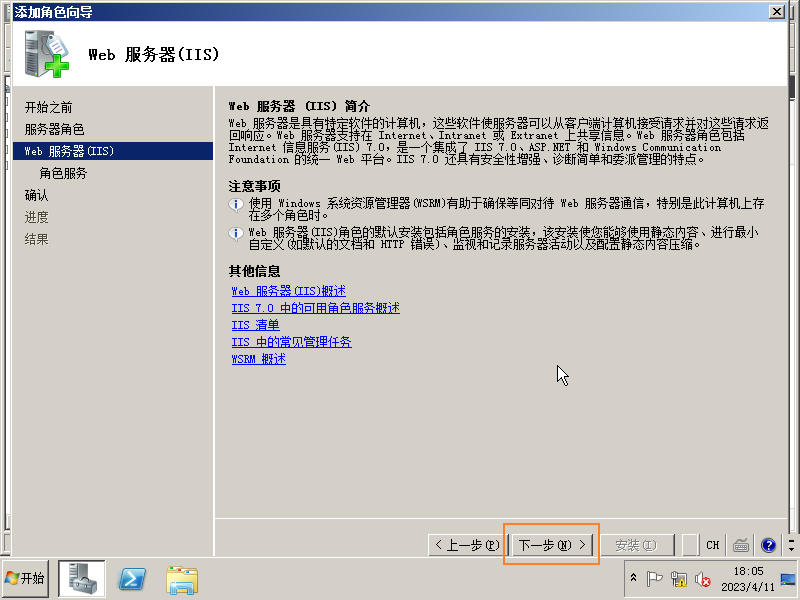 添加角色向导
Web 服务器(IIS)
开始之前
服务器角色
Web 服务器(IIS)
角色服务
确认
进度
结果
Web 服务器 (IIS) 简介
Web 服务器是具有特定软件的计算机，这些软件使服务器可以从客户端计算机接受请求并对这些请求返
回响应。Web 服务器支持在 Internet、Intranet 或 Extranet 上共享信息。Web 服务器角色包括
Internet 信息服务(IIS) 7.0，是一个集成了 IIS 7.0、ASP.NET 和 Windows Communication
Foundation 的统一 Web 平台。IIS 7.0 还具有安全性增强、诊断简单和委派管理的特点。
注意事项
使用 Windows 系统资源管理器(WSRM)有助于确保等同对待 Web 服务器通信，特别是此计算机上存
在多个角色时。
Web 服务器(IIS)角色的默认安装包括角色服务的安装，该安装使您能够使用静态内容、进行最小
自定义(如默认的文档和 HTTP 错误)、监视和记录服务器活动以及配置静态内容压缩。
其他信息
Web 服务器(IIS)概述
IIS 7.0 中的可用角色服务概述
IIS 清单
IIS 中的常见管理任务
WSRM 概述
< 上一步(P)
下一步(N) >
安装(I)
CH
开始
18:05
2023/4/11